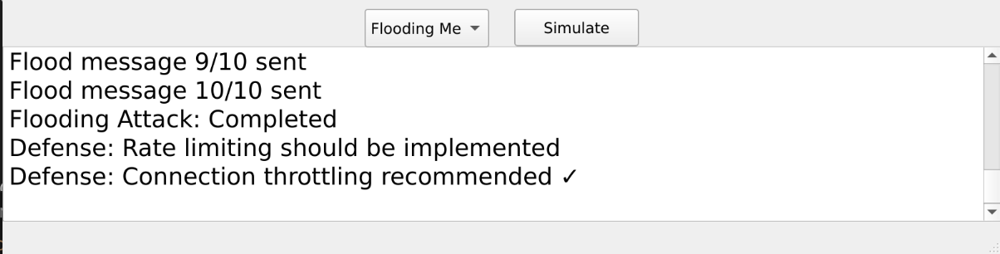 Flooding Me
Simulate
Flood message 9/10 sent
Flood message 10/10 sent
Flooding Attack: Completed
Defense: Rate limiting should be implemented
Defense: Connection throttling recommended ✓